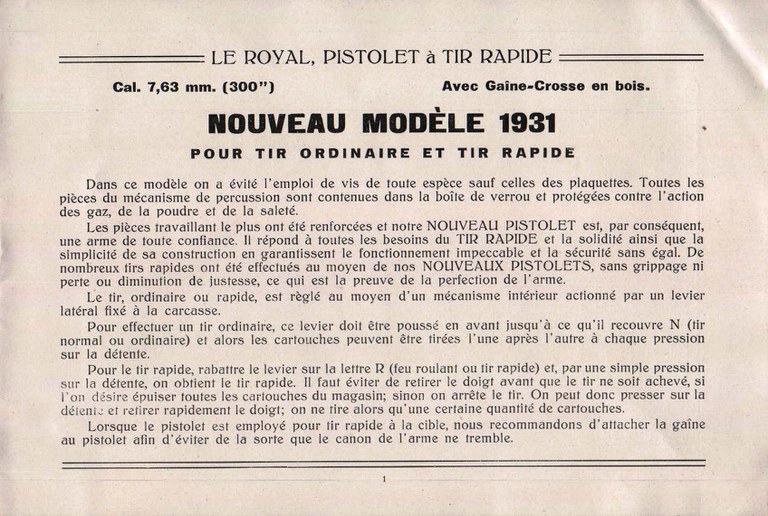 LE ROYAL, PISTOLET à TIR RAPIDE
Cal. 7,63 mm. (300”) Avec Gaîne-Crosse en bois.
NOUVEAU MODÈLE 1931
POUR TIR ORDINAIRE ET TIR RAPIDE
Dans ce modèle on a évité l’emploi de vis de toute espèce sauf celles des plaquettes. Toutes les
pièces du mécanisme de percussion sont contenues dans la boîte de verrou et protégées contre l’action
des gaz, de la poudre et de la saleté.
Les pièces travaillant le plus ont été renforcées et notre NOUVEAU PISTOLET est, par conséquent,
une arme de toute confiance. Il répond à toutes les besoins du TIR RAPIDE et la solidité ainsi que la
simplicité de sa construction en garantissent le fonctionnement impeccable et la sécurité sans égal. De
nombreux tirs rapides ont été effectués au moyen de nos NOUVEAUX PISTOLETS, sans grippage ni
perte ou diminution de justesse, ce qui est la preuve de la perfection de l’arme.
Le tir, ordinaire ou rapide, est règlé au moyen d’un mécanisme intérieur actionné par un levier
latéral fixé à la carcasse.
Pour effectuer un tir ordinaire, ce levier doit être poussé en avant jusqu’à ce qu’il recouvre N (tir
normal ou ordinaire) et alors les cartouches peuvent être tirées l’une après l’autre à chaque pression
sur la détente.
Pour le tir rapide, rabattre le levier sur la lettre R (feu roulant ou tir rapide) et, par une simple pression
sur la détente, on obtient le tir rapide. Il faut éviter de retirer le doigt avant que le tir ne soit achevé, si
l’on désire épuiser toutes les cartouches du magasin; sinon on arrête le tir. On peut donc presser sur la
détente et retirer rapidement le doigt; on ne tire alors qu’une certaine quantité de cartouches.
Lorsque le pistolet est employé pour tir rapide à la cible, nous recommandons d’attacher la gaîne
au pistolet afin d’éviter de la sorte que le canon de l’arme ne tremble.
1